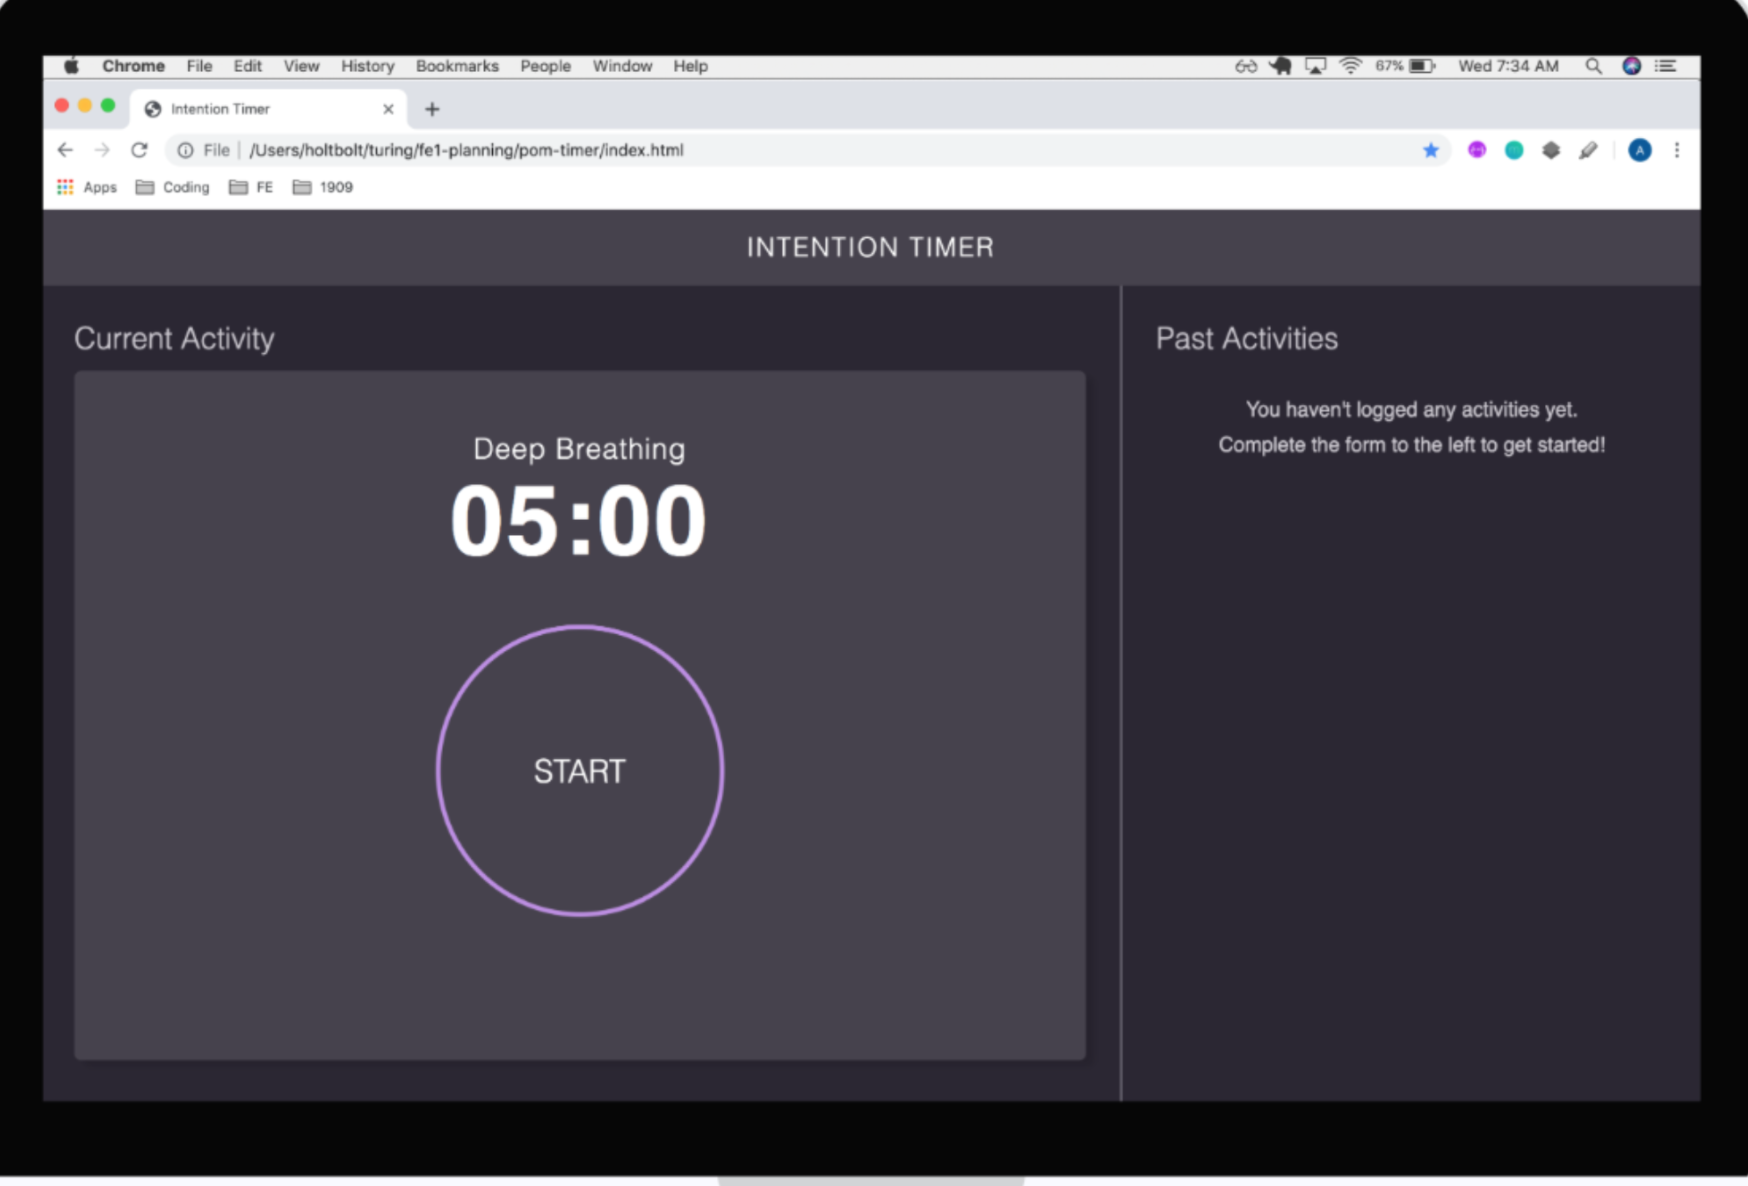 Chrome File Edit View History Bookmarks People Window Help 67% Wed 7:34 AM
Intention Timer
File | /Users/holtbolt/turing/fe1-planning/pom-timer/index.html A
Apps Coding FE 1909
INTENTION TIMER
Current Activity
Deep Breathing
05:00
START
Past Activities
You haven't logged any activities yet.
Complete the form to the left to get started!